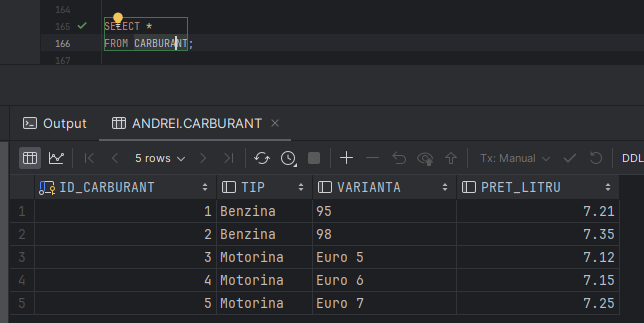 164
165 SELECT *
166 FROM CARBURANT;
167
Output ANDREI.CARBURANT ×
5 rows Tx: Manual DDL
ID_CARBURANT TIP VARIANTA PRET_LITRU
1 1 Benzina 95 7.21
2 2 Benzina 98 7.35
3 3 Motorina Euro 5 7.12
4 4 Motorina Euro 6 7.15
5 5 Motorina Euro 7 7.25